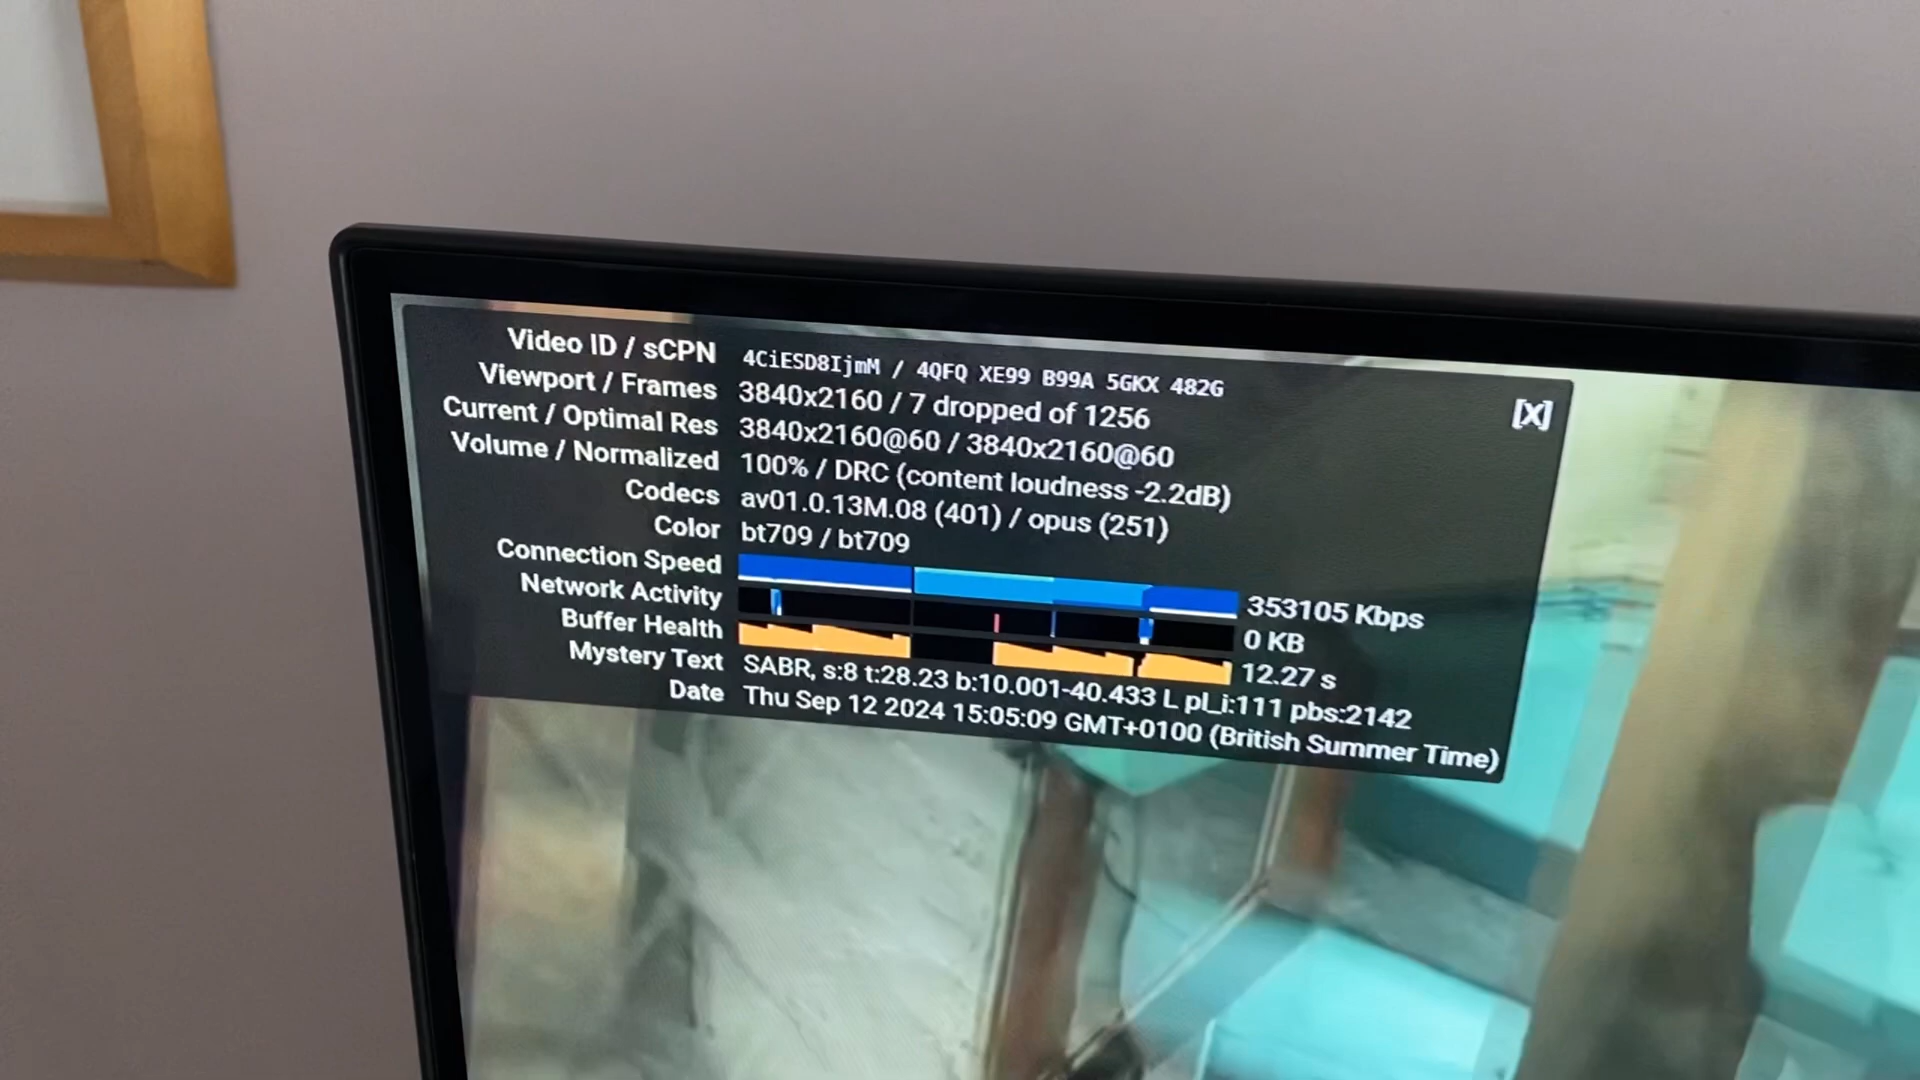 Video ID / sCPN 4CiESD8IjmM / 4QFQ XE99 B99A 5GKX 482G
[X]
Viewport / Frames 3840x2160 / 7 dropped of 1256
Current / Optimal Res 3840x2160@60 / 3840x2160@60
Volume / Normalized 100% / DRC (content loudness -2.2dB)
Codecs av01.0.13M.08 (401) / opus (251)
Color bt709 / bt709
Connection Speed 353105 Kbps
Network Activity 0 KB
Buffer Health 12.27 s
Mystery Text SABR, s:8 t:28.23 b:10.001-40.433 L pl_i:111 pbs:2142
Date Thu Sep 12 2024 15:05:09 GMT+0100 (British Summer Time)